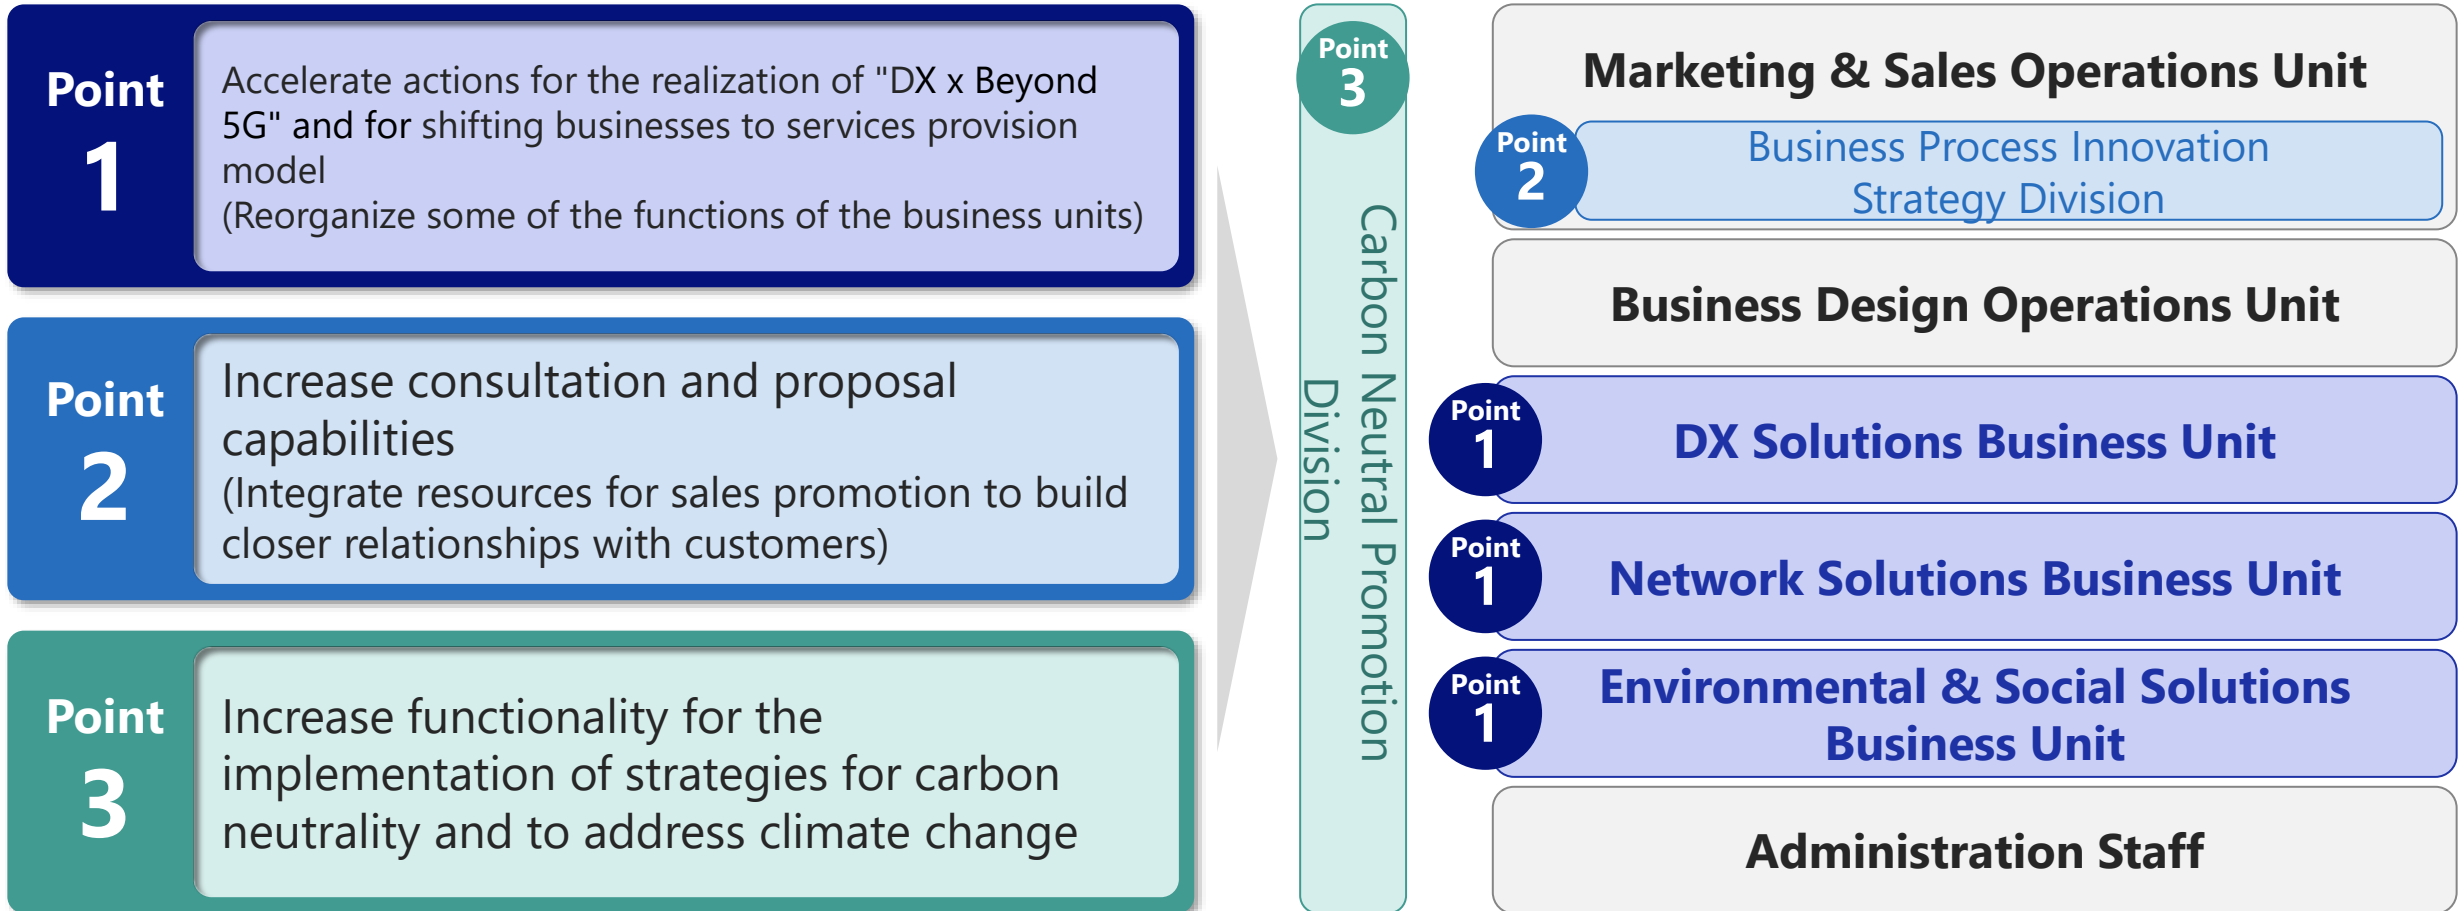 Point
1
Accelerate actions for the realization of "DX x Beyond
5G" and for shifting businesses to services provision
model
(Reorganize some of the functions of the business units)
Point
2
Increase consultation and proposal
capabilities
(Integrate resources for sales promotion to build
closer relationships with customers)
Point
3
Increase functionality for the
implementation of strategies for carbon
neutrality and to address climate change
Point
3
Carbon Neutral Promotion
Division
Marketing & Sales Operations Unit
Point
2
Business Process Innovation
Strategy Division
Business Design Operations Unit
Point
1
DX Solutions Business Unit
Point
1
Network Solutions Business Unit
Point
1
Environmental & Social Solutions
Business Unit
Administration Staff